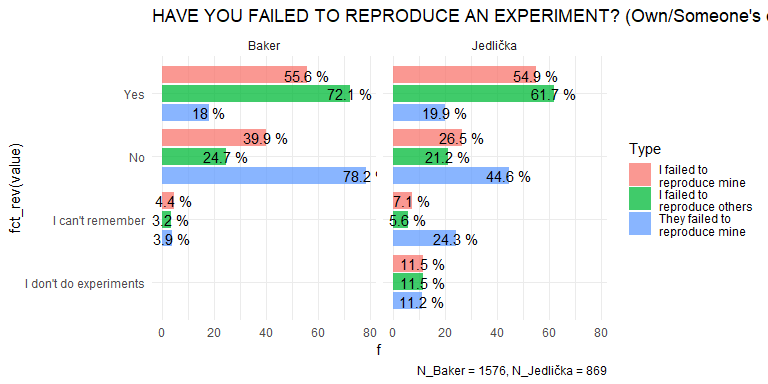 HAVE YOU FAILED TO REPRODUCE AN EXPERIMENT? (Own/Someone's
Baker
Jedlička
Yes
55.6 %
72.1 %
18 %
54.9 %
61.7 %
19.9 %
No
39.9 %
24.7 %
78.2 %
26.5 %
21.2 %
44.6 %
I can't remember
4.4 %
3.2 %
3.9 %
7.1 %
5.6 %
24.3 %
I don't do experiments
11.5 %
11.5 %
11.2 %
fct_rev(value)
0 20 40 60 80
0 20 40 60 80
f
Type
I failed to
reproduce mine
I failed to
reproduce others
They failed to
reproduce mine
N_Baker = 1576, N_Jedlička = 869